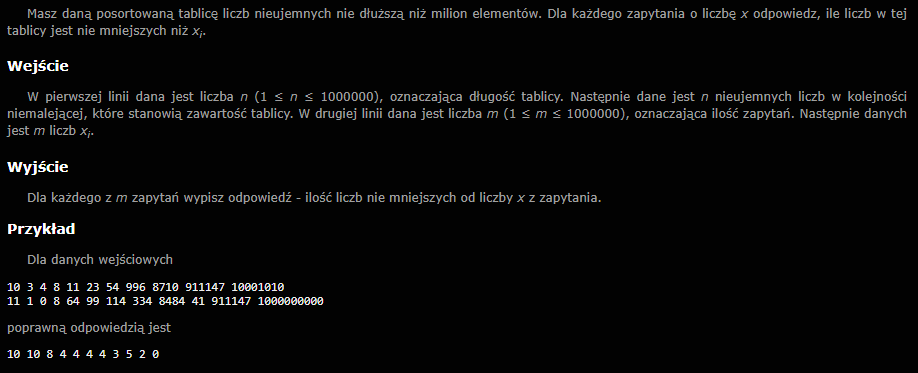 Masz daną posortowaną tablicę liczb nieujemnych nie dłuższą niż milion elementów. Dla każdego zapytania o liczbę x odpowiedz, ile liczb w tej
tablicy jest nie mniejszych niż xᵢ.
Wejście
W pierwszej linii dana jest liczba n (1 ≤ n ≤ 1000000), oznaczająca długość tablicy. Następnie dane jest n nieujemnych liczb w kolejności
niemalejącej, które stanowią zawartość tablicy. W drugiej linii dana jest liczba m (1 ≤ m ≤ 1000000), oznaczająca ilość zapytań. Następnie danych
jest m liczb xᵢ.
Wyjście
Dla każdego z m zapytań wypisz odpowiedź - ilość liczb nie mniejszych od liczby x z zapytania.
Przykład
Dla danych wejściowych
10 3 4 8 11 23 54 996 8710 911147 10001010
11 1 0 8 64 99 114 334 8484 41 911147 1000000000
poprawną odpowiedzią jest
10 10 8 4 4 4 4 3 5 2 0